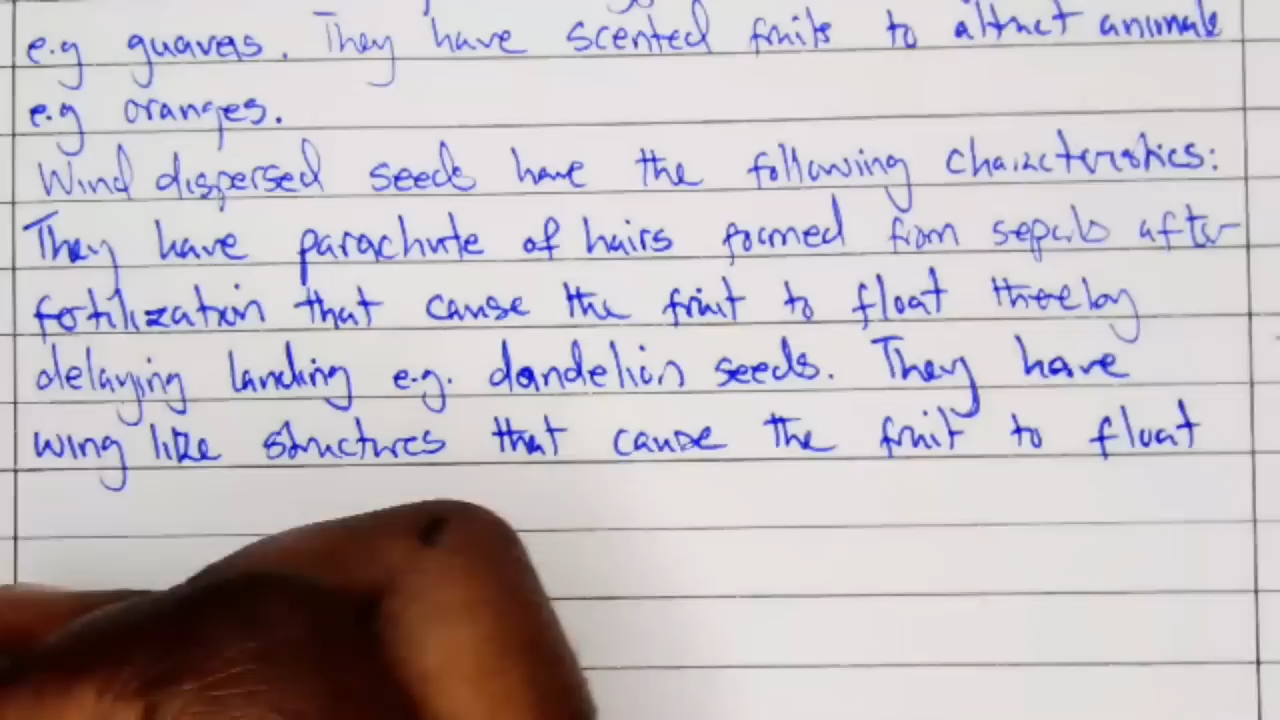 e.g guavas. They have scented fruits to attract animals
e.g oranges.
Wind dispersed seeds have the following characteristics:
They have parachute of hairs formed from sepals after
fertilization that cause the fruit to float thereby
delaying landing e.g. dandelion seeds. They have
wing like structures that cause the fruit to float